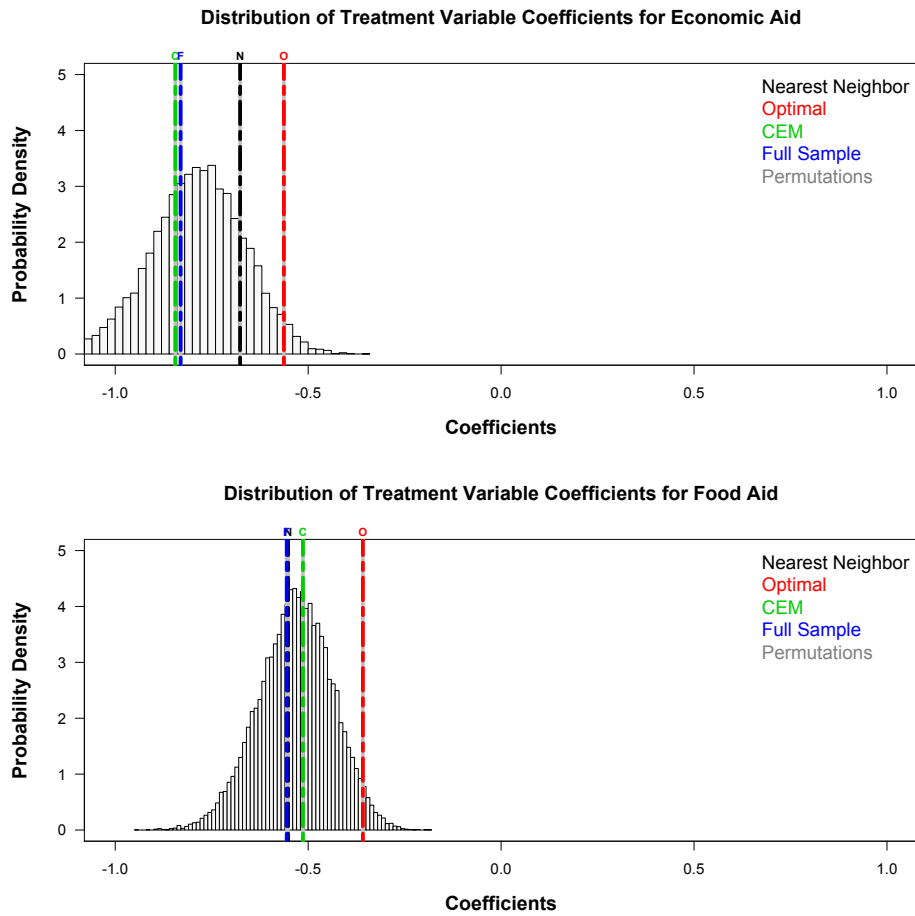 Distribution of Treatment Variable Coefficients for Economic Aid
C F N O
5
Nearest Neighbor
Optimal
4
CEM
Full Sample
Permutations
3
2
1
0
Probability Density
-1.0 -0.5 0.0 0.5 1.0
Coefficients
Distribution of Treatment Variable Coefficients for Food Aid
F N C O
5
Nearest Neighbor
Optimal
4
CEM
Full Sample
Permutations
3
2
1
0
Probability Density
-1.0 -0.5 0.0 0.5 1.0
Coefficients